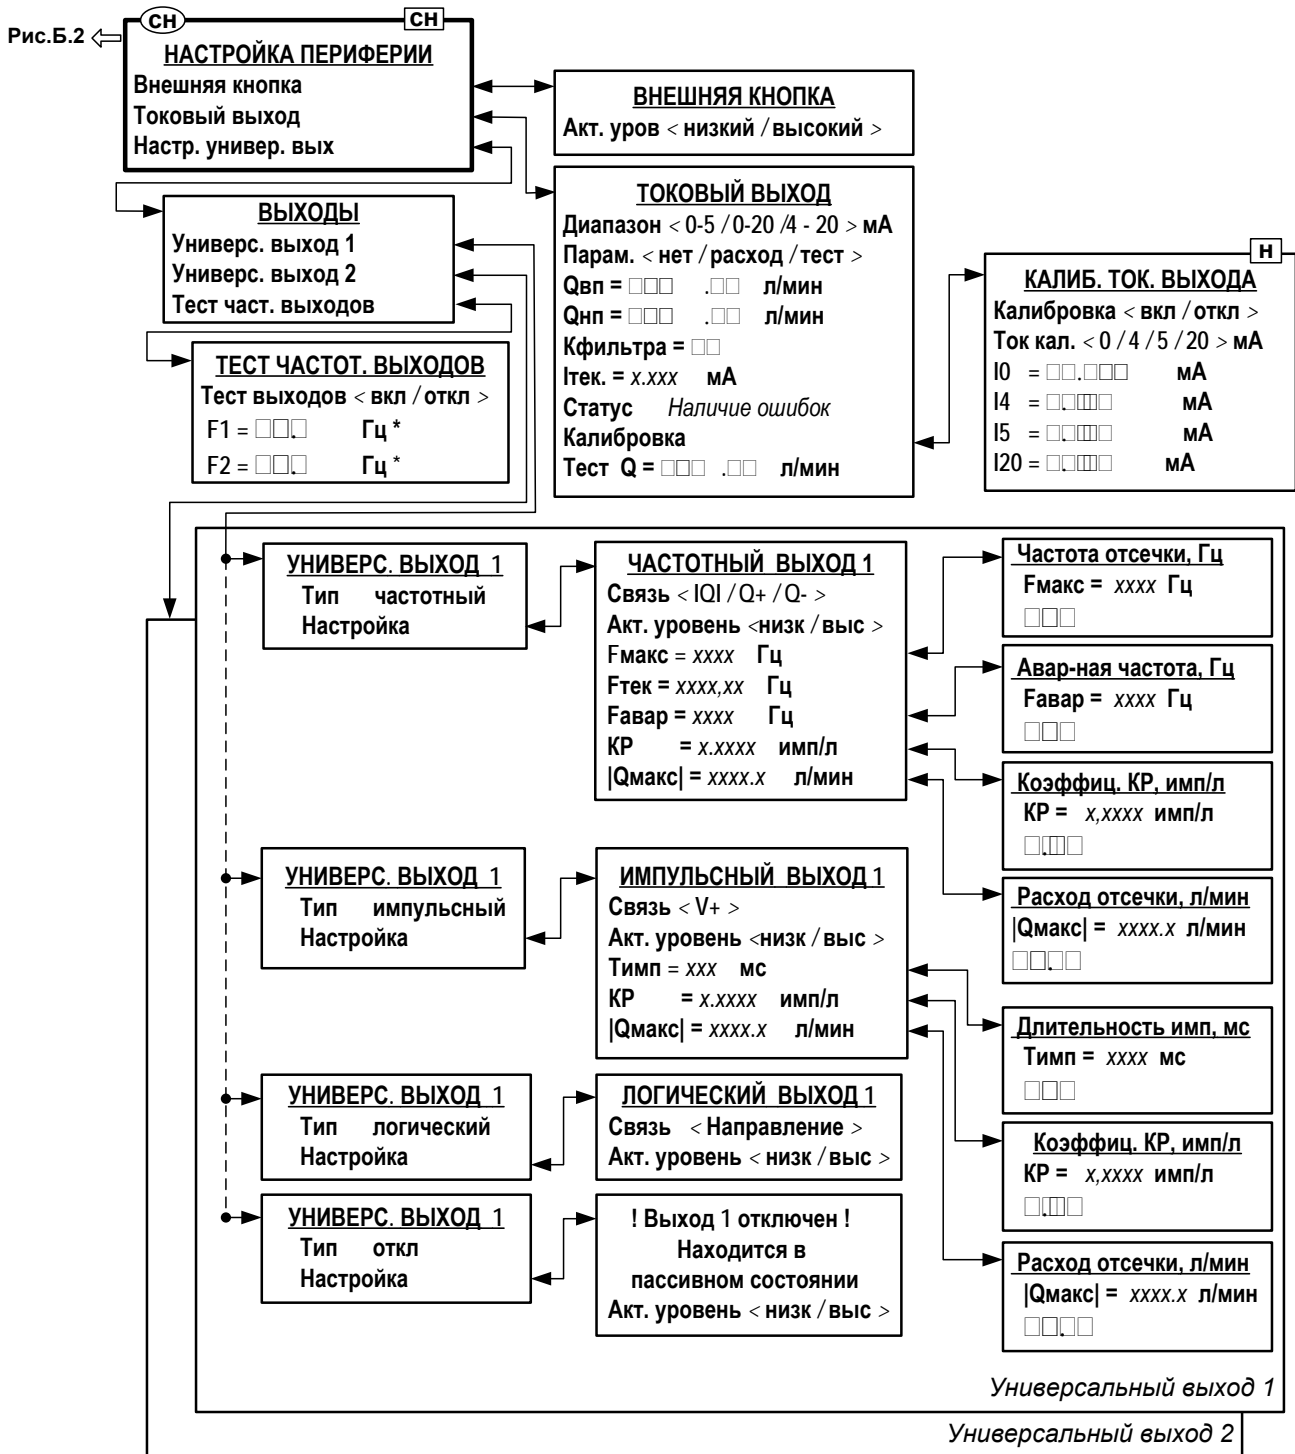 Рис.Б.2
СН
СН
НАСТРОЙКА ПЕРИФЕРИИ
Внешняя кнопка
Токовый выход
Настр. универ. вых
ВНЕШНЯЯ КНОПКА
Акт. уров < низкий / высокий >
ВЫХОДЫ
Универс. выход 1
Универс. выход 2
Тест част. выходов
ТЕСТ ЧАСТОТ. ВЫХОДОВ
Тест выходов < вкл / откл >
F1 = □□.□ Гц *
F2 = □□.□ Гц *
ТОКОВЫЙ ВЫХОД
Диапазон < 0-5 / 0-20 /4 - 20 > мА
Парам. < нет / расход / тест >
Qвп = □□□ .□□ л/мин
Qнп = □□□ .□□ л/мин
Кфильтра = □□
Iтек. = x.xxx мА
Статус Наличие ошибок
Калибровка
Тест Q = □□□ .□□ л/мин
Н
КАЛИБ. ТОК. ВЫХОДА
Калибровка < вкл / откл >
Ток кал. < 0 / 4 / 5 / 20 > мА
I0 = □□.□□□ мА
I4 = □.□□□ мА
I5 = □.□□□ мА
I20 = □.□□□ мА
УНИВЕРС. ВЫХОД 1
Тип частотный
Настройка
ЧАСТОТНЫЙ ВЫХОД 1
Связь < IQI / Q+ / Q- >
Акт. уровень <низк / выс >
Fмакс = xxxx Гц
Fтек = xxxx,xx Гц
Fавар = xxxx Гц
КР = x.xxxx имп/л
|Qмакс| = xxxx.x л/мин
Частота отсечки, Гц
Fмакс = xxxx Гц
□□□
Авар-ная частота, Гц
Fавар = xxxx Гц
□□□
Коэффиц. КР, имп/л
КР = x,xxxx имп/л
□.□□□
Расход отсечки, л/мин
|Qмакс| = xxxx.x л/мин
□□.□□
УНИВЕРС. ВЫХОД 1
Тип импульсный
Настройка
ИМПУЛЬСНЫЙ ВЫХОД 1
Связь < V+ >
Акт. уровень <низк / выс >
Тимп = xxx мс
КР = x.xxxx имп/л
|Qмакс| = xxxx.x л/мин
Длительность имп, мс
Тимп = xxxx мс
□□□
Коэффиц. КР, имп/л
КР = x,xxxx имп/л
□.□□□
Расход отсечки, л/мин
|Qмакс| = xxxx.x л/мин
□□.□□
УНИВЕРС. ВЫХОД 1
Тип логический
Настройка
ЛОГИЧЕСКИЙ ВЫХОД 1
Связь < Направление >
Акт. уровень < низк / выс >
УНИВЕРС. ВЫХОД 1
Тип откл
Настройка
! Выход 1 отключен !
Находится в
пассивном состоянии
Акт. уровень < низк / выс >
Универсальный выход 1
Универсальный выход 2